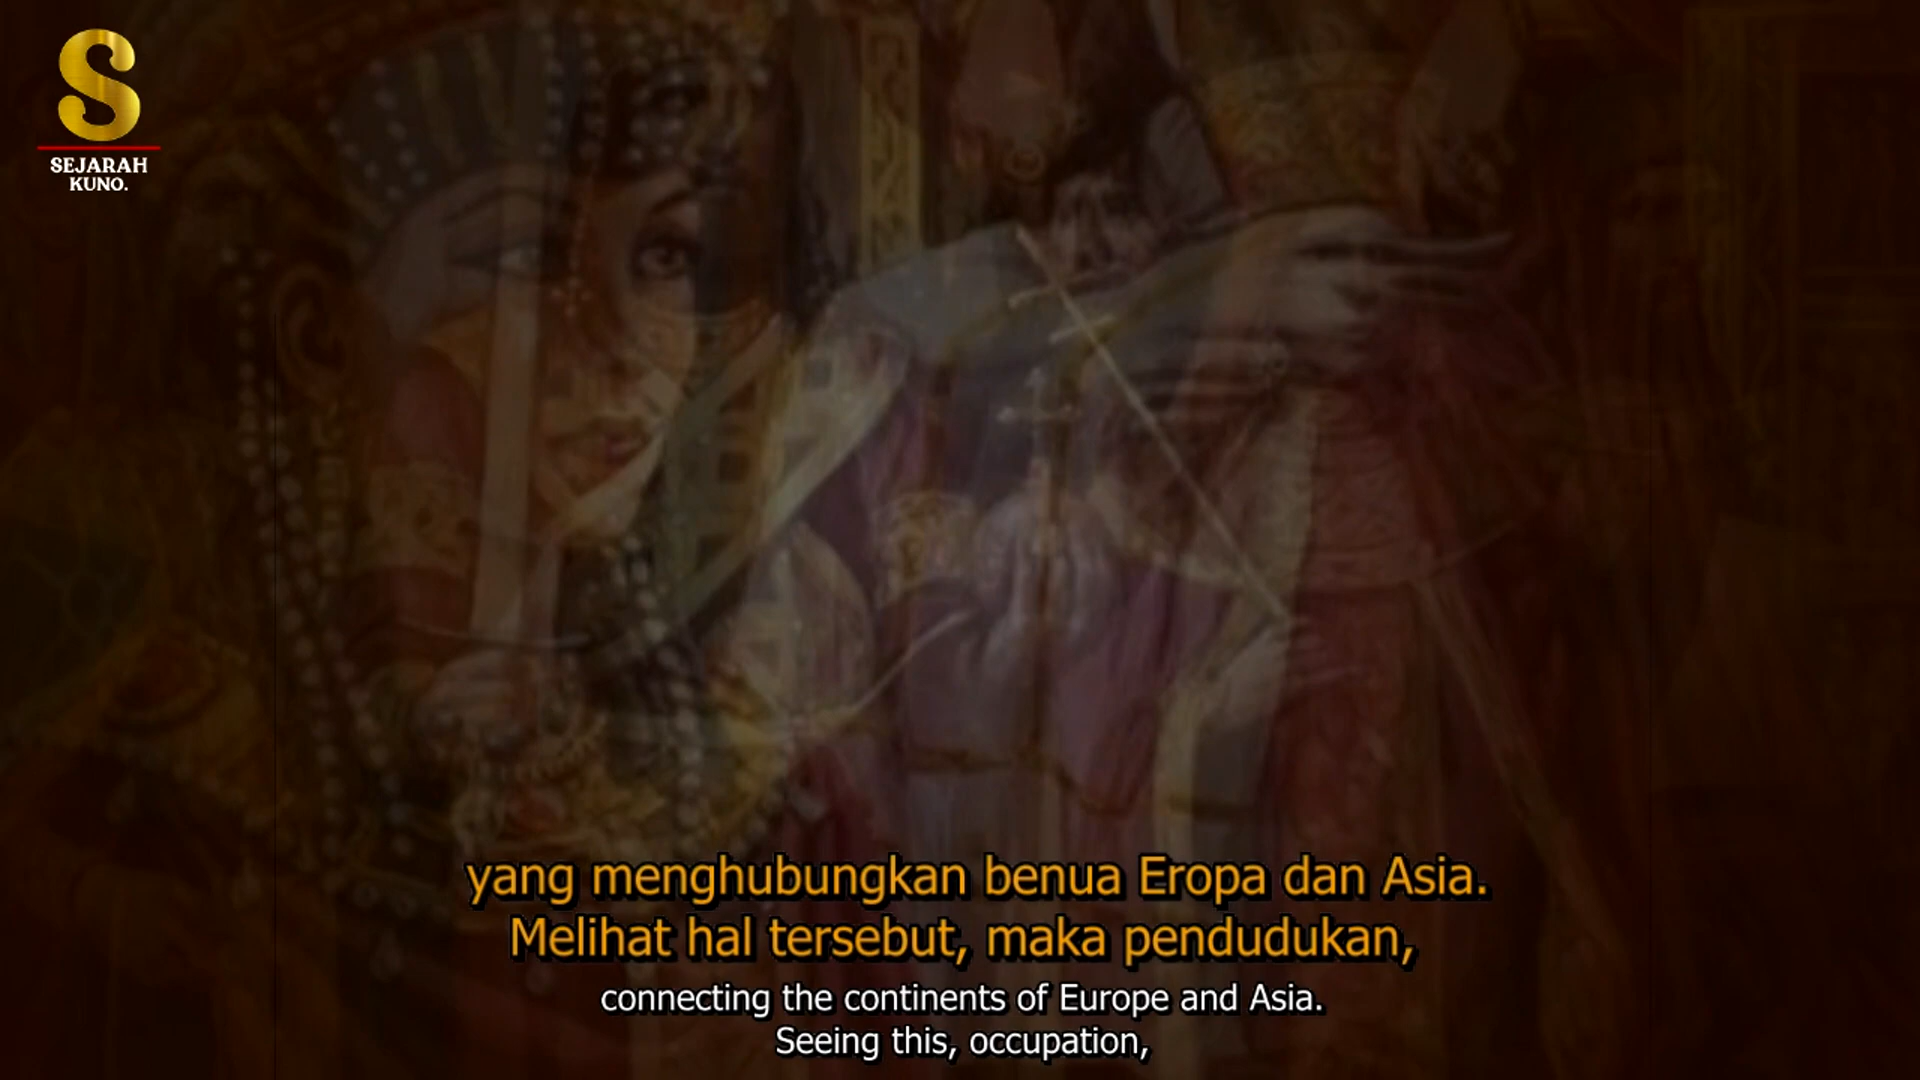 S
SEJARAH
KUNO.
yang menghubungkan benua Eropa dan Asia.
Melihat hal tersebut, maka pendudukan,
connecting the continents of Europe and Asia.
Seeing this, occupation,